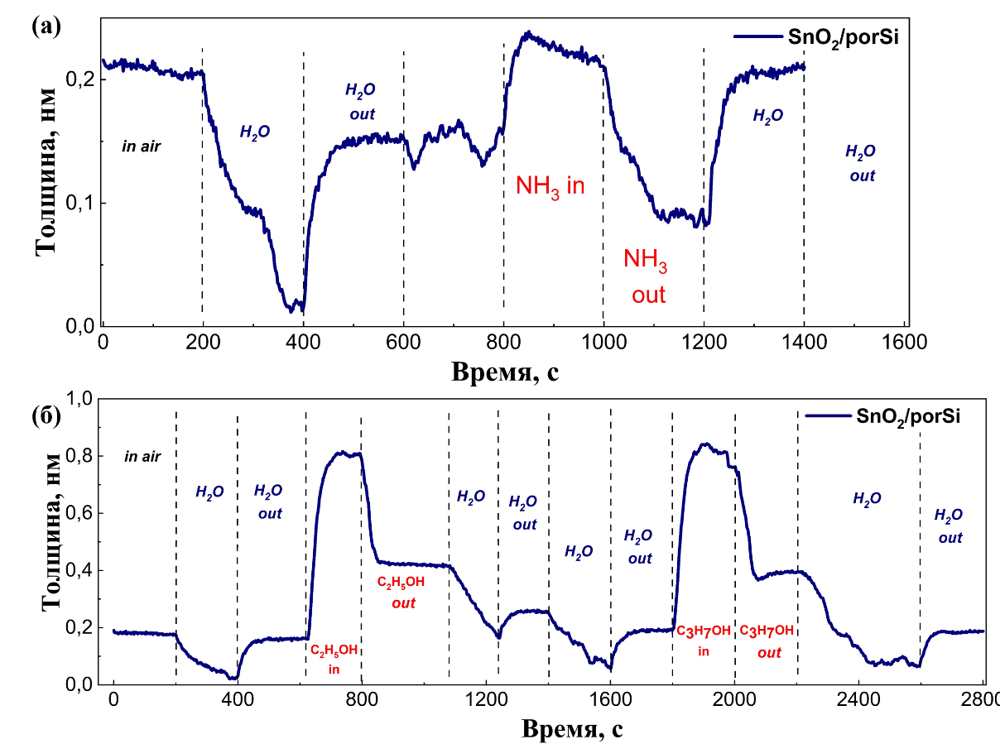 (а)
SnO₂/porSi
Толщина, нм
0,2
0,1
0,0
in air
H₂O
H₂O
out
NH₃ in
NH₃
out
H₂O
H₂O
out
0 200 400 600 800 1000 1200 1400 1600
Время, с
(б)
SnO₂/porSi
Толщина, нм
1,0
0,8
0,6
0,4
0,2
0,0
in air
H₂O
H₂O
out
C₂H₅OH
in
C₂H₅OH
out
H₂O
H₂O
out
H₂O
H₂O
out
C3H7OH
in
C3H7OH
out
H₂O
H₂O
out
0 400 800 1200 1600 2000 2400 2800
Время, с